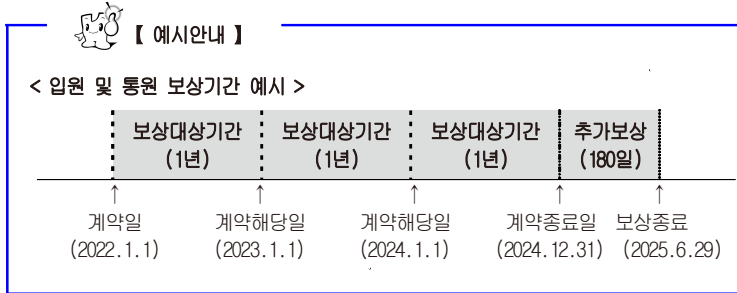 【 예시안내 】
< 입원 및 통원 보상기간 예시 >
보상대상기간 보상대상기간 보상대상기간 추가보상
(1년) (1년) (1년) (180일)
↑ ↑ ↑ ↑ ↑
계약일 계약해당일 계약해당일 계약종료일 보상종료
(2022.1.1) (2023.1.1) (2024.1.1) (2024.12.31) (2025.6.29)